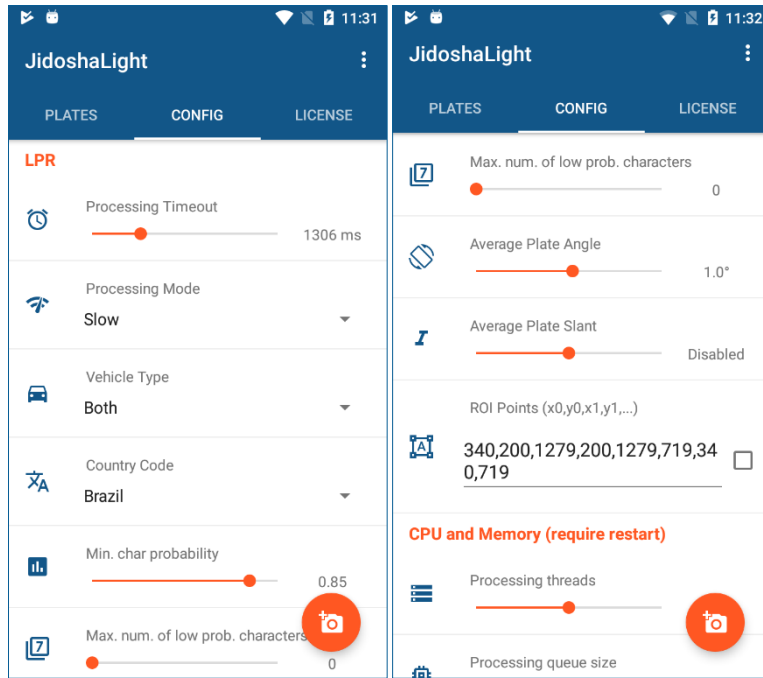 11:31
JidoshaLight
PLATES CONFIG LICENSE
LPR
Processing Timeout
1306 ms
Processing Mode
Slow
Vehicle Type
Both
Country Code
Brazil
Min. char probability
0.85
Max. num. of low prob. characters
0
11:32
JidoshaLight
PLATES CONFIG LICENSE
Max. num. of low prob. characters
0
Average Plate Angle
1.0°
Average Plate Slant
Disabled
ROI Points (x0,y0,x1,y1,...)
340,200,1279,200,1279,719,34
0,719
CPU and Memory (require restart)
Processing threads
Processing queue size